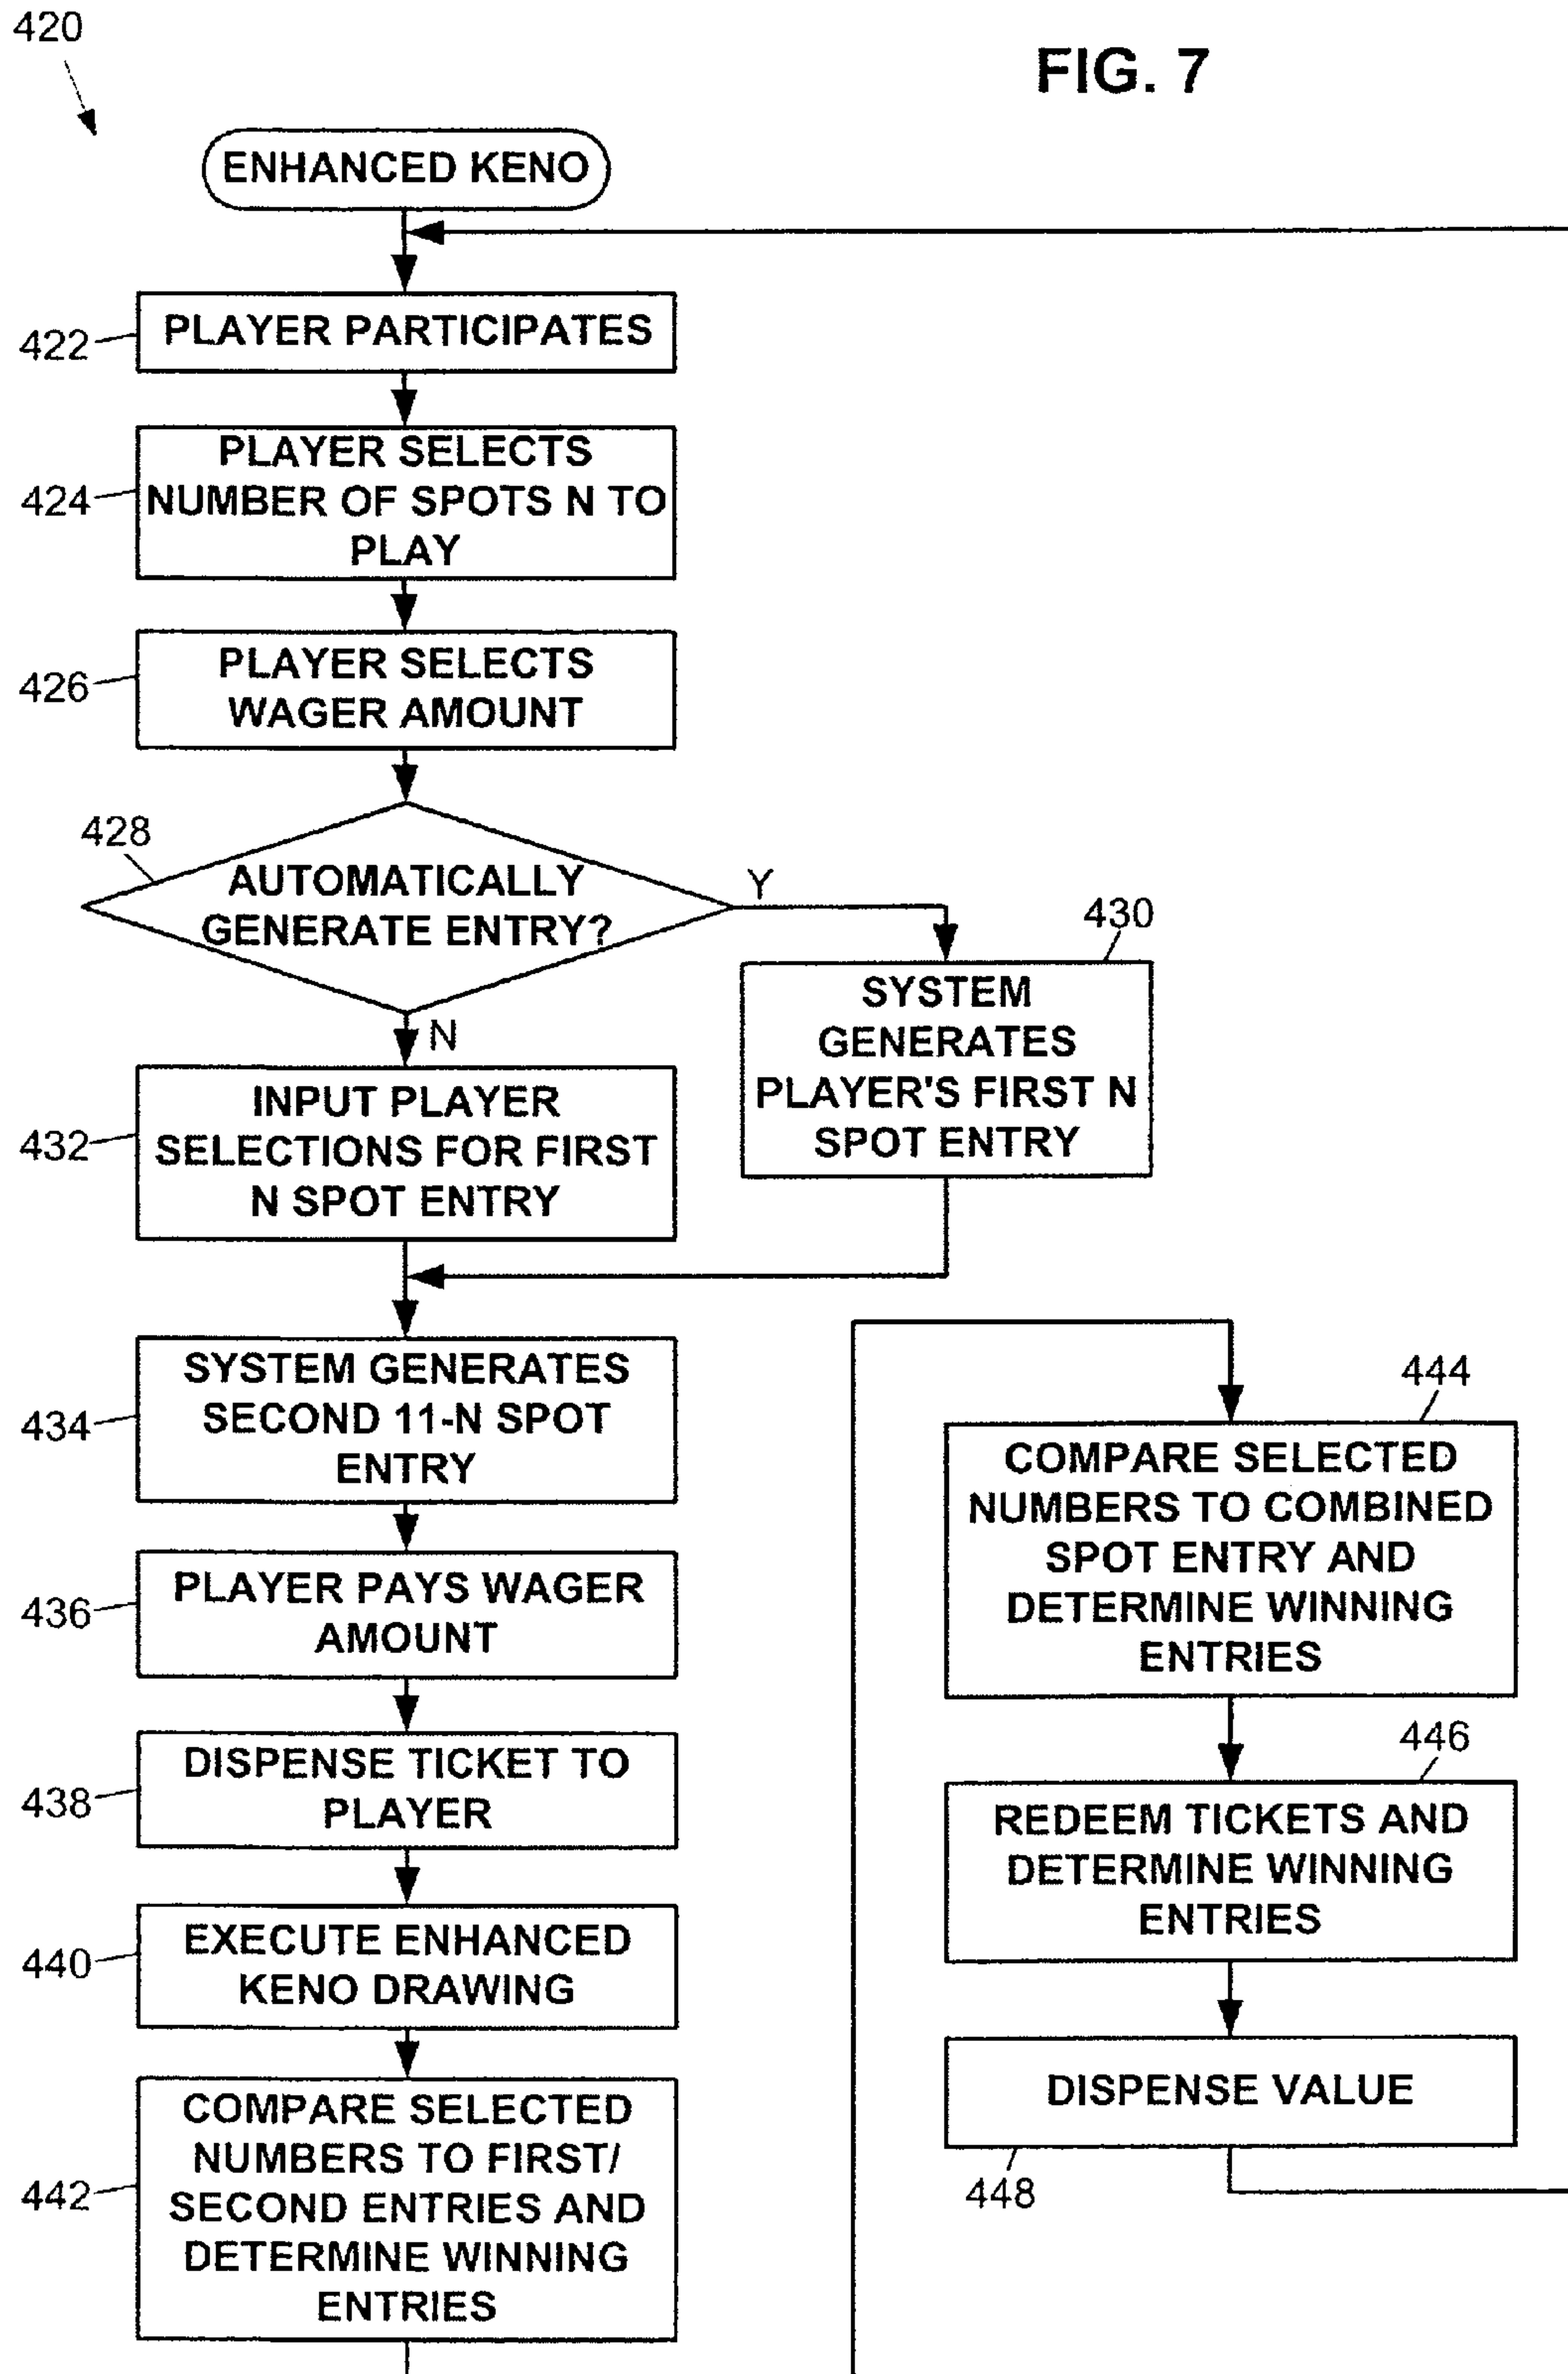 420
FIG. 7
ENHANCED KENO
422
PLAYER PARTICIPATES
424
PLAYER SELECTS
NUMBER OF SPOTS N TO
PLAY
426
PLAYER SELECTS
WAGER AMOUNT
428
AUTOMATICALLY
GENERATE ENTRY?
Y
N
430
SYSTEM
GENERATES
PLAYER'S FIRST N
SPOT ENTRY
432
INPUT PLAYER
SELECTIONS FOR FIRST
N SPOT ENTRY
434
SYSTEM GENERATES
SECOND 11-N SPOT
ENTRY
436
PLAYER PAYS WAGER
AMOUNT
438
DISPENSE TICKET TO
PLAYER
440
EXECUTE ENHANCED
KENO DRAWING
442
COMPARE SELECTED
NUMBERS TO FIRST/
SECOND ENTRIES AND
DETERMINE WINNING
ENTRIES
444
COMPARE SELECTED
NUMBERS TO COMBINED
SPOT ENTRY AND
DETERMINE WINNING
ENTRIES
446
REDEEM TICKETS AND
DETERMINE WINNING
ENTRIES
DISPENSE VALUE
448